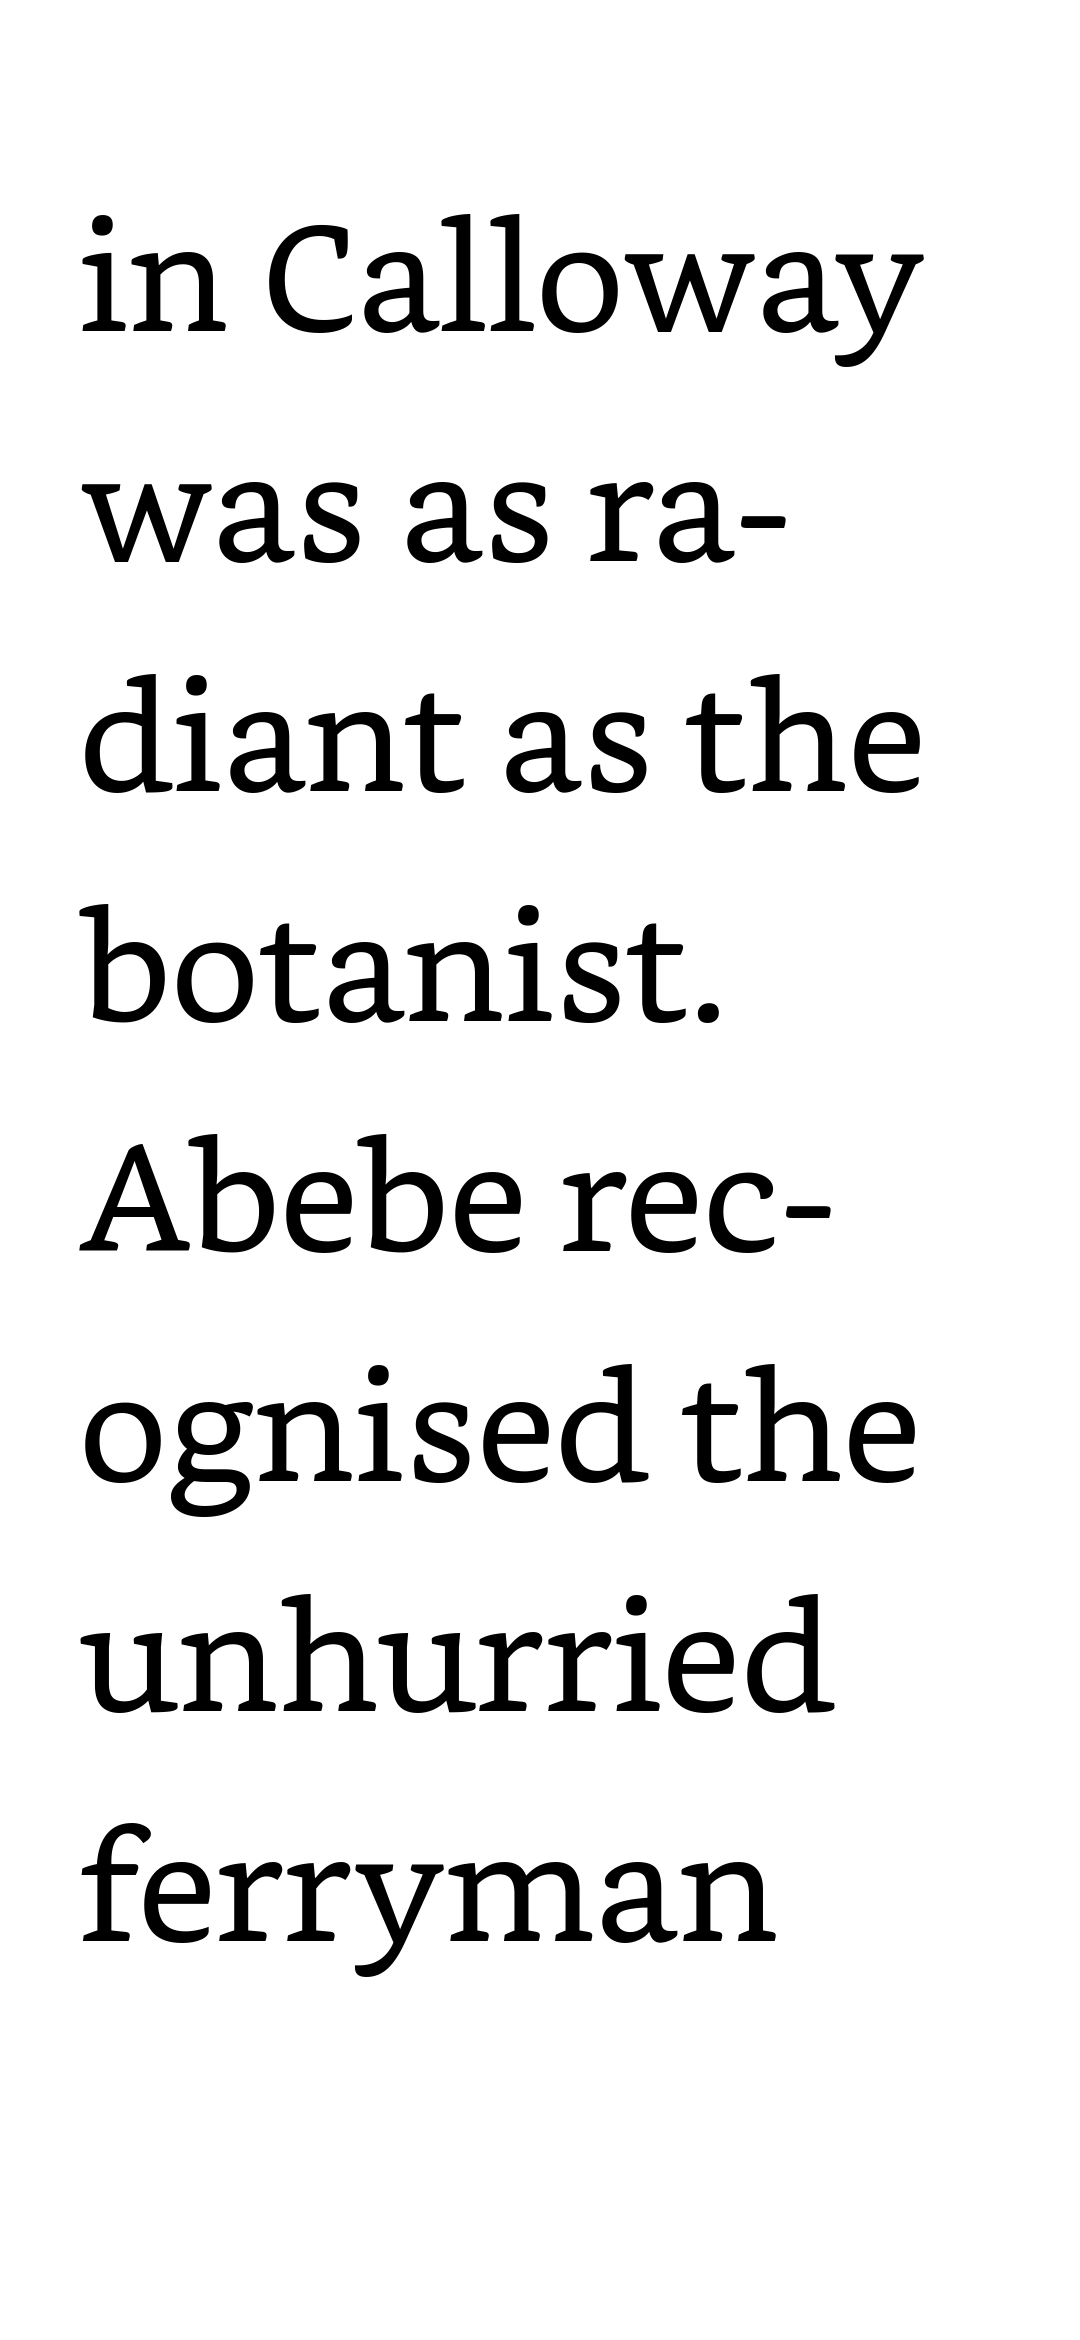 in Calloway
was as ra-
diant as the
botanist.
Abebe rec-
ognised the
unhurried
ferryman